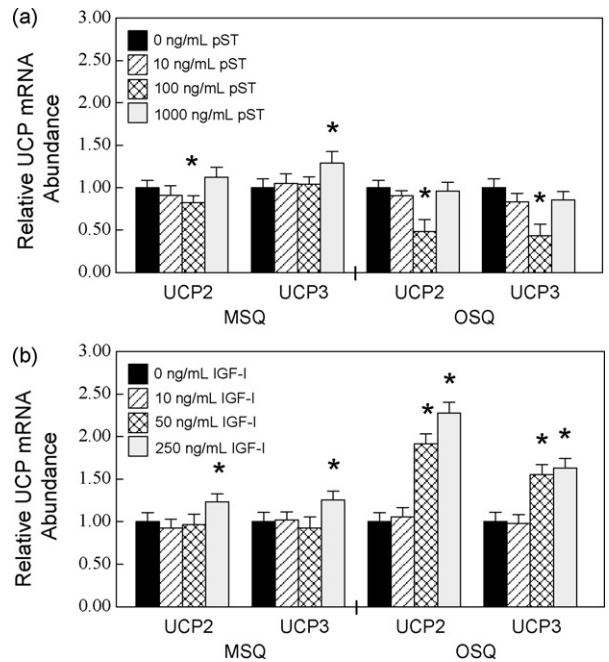 (a)
3.00
2.50
2.00
1.50
1.00
0.50
0.00
Relative UCP mRNA
Abundance
0 ng/mL pST
10 ng/mL pST
100 ng/mL pST
1000 ng/mL pST
* * * *
UCP2 UCP3 UCP2 UCP3
MSQ OSQ
(b)
3.00
2.50
2.00
1.50
1.00
0.50
0.00
Relative UCP mRNA
Abundance
0 ng/mL IGF-I
10 ng/mL IGF-I
50 ng/mL IGF-I
250 ng/mL IGF-I
* * * * * *
UCP2 UCP3 UCP2 UCP3
MSQ OSQ